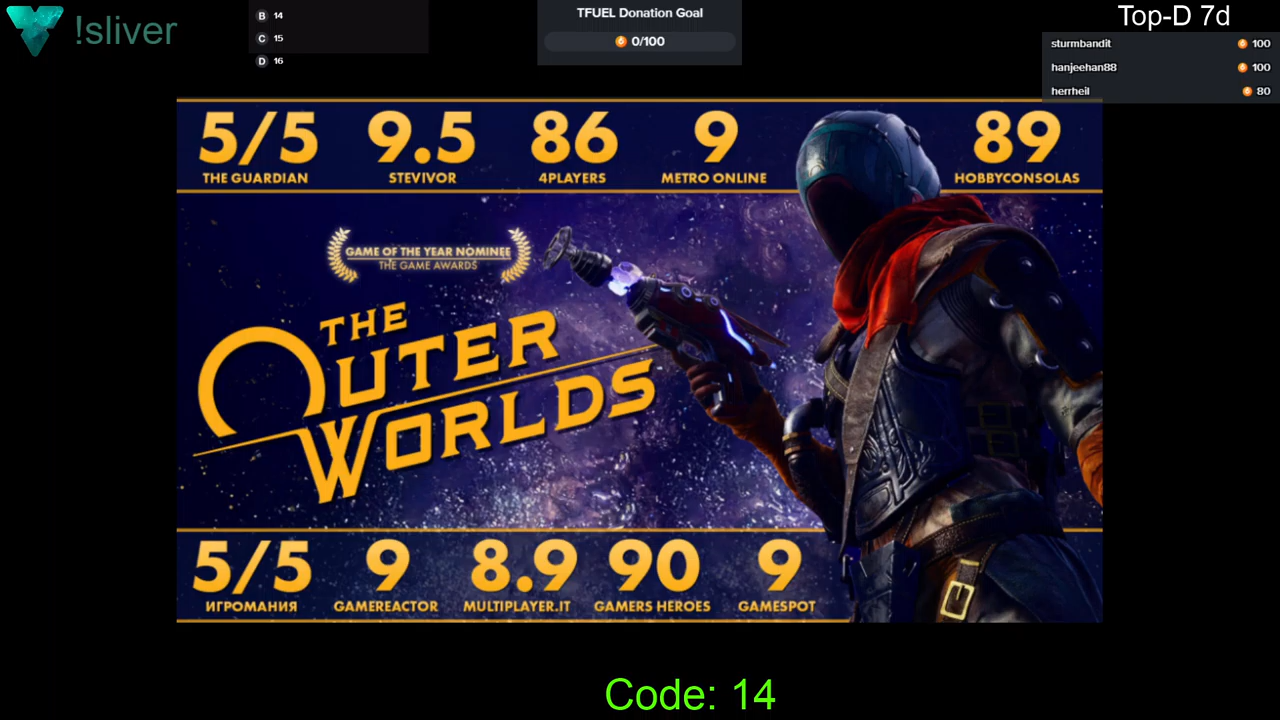 !sliver
B 14
C 15
D 16
TFUEL Donation Goal
0/100
Top-D 7d
sturmbandit 100
hanjeehan88 100
herrheil 80
5/5 9.5 86 9 89
THE GUARDIAN STEVIVOR 4PLAYERS METRO ONLINE HOBBYCONSOLAS
GAME OF THE YEAR NOMINEE
THE GAME AWARDS
THE
OUTER
WORLDS
5/5 9 8.9 90 9
ИГРОМАНИЯ GAMEREACTOR MULTIPLAYER.IT GAMERS HEROES GAMESPOT
Code: 14